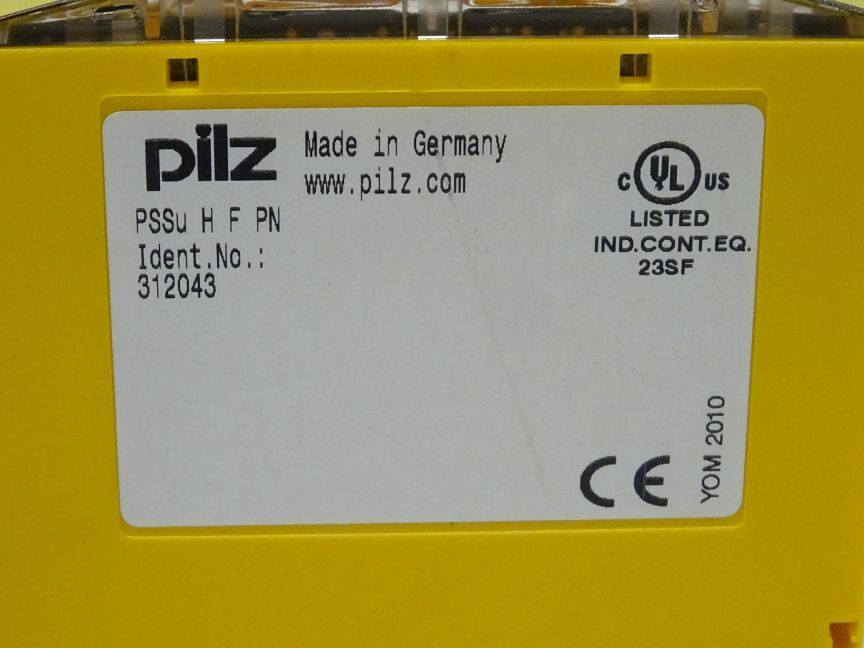 pilz
Made in Germany
www.pilz.com
PSSu H F PN
Ident.No.:
312043
C UL US
LISTED
IND.CONT.EQ.
23SF
CE
YOM 2010